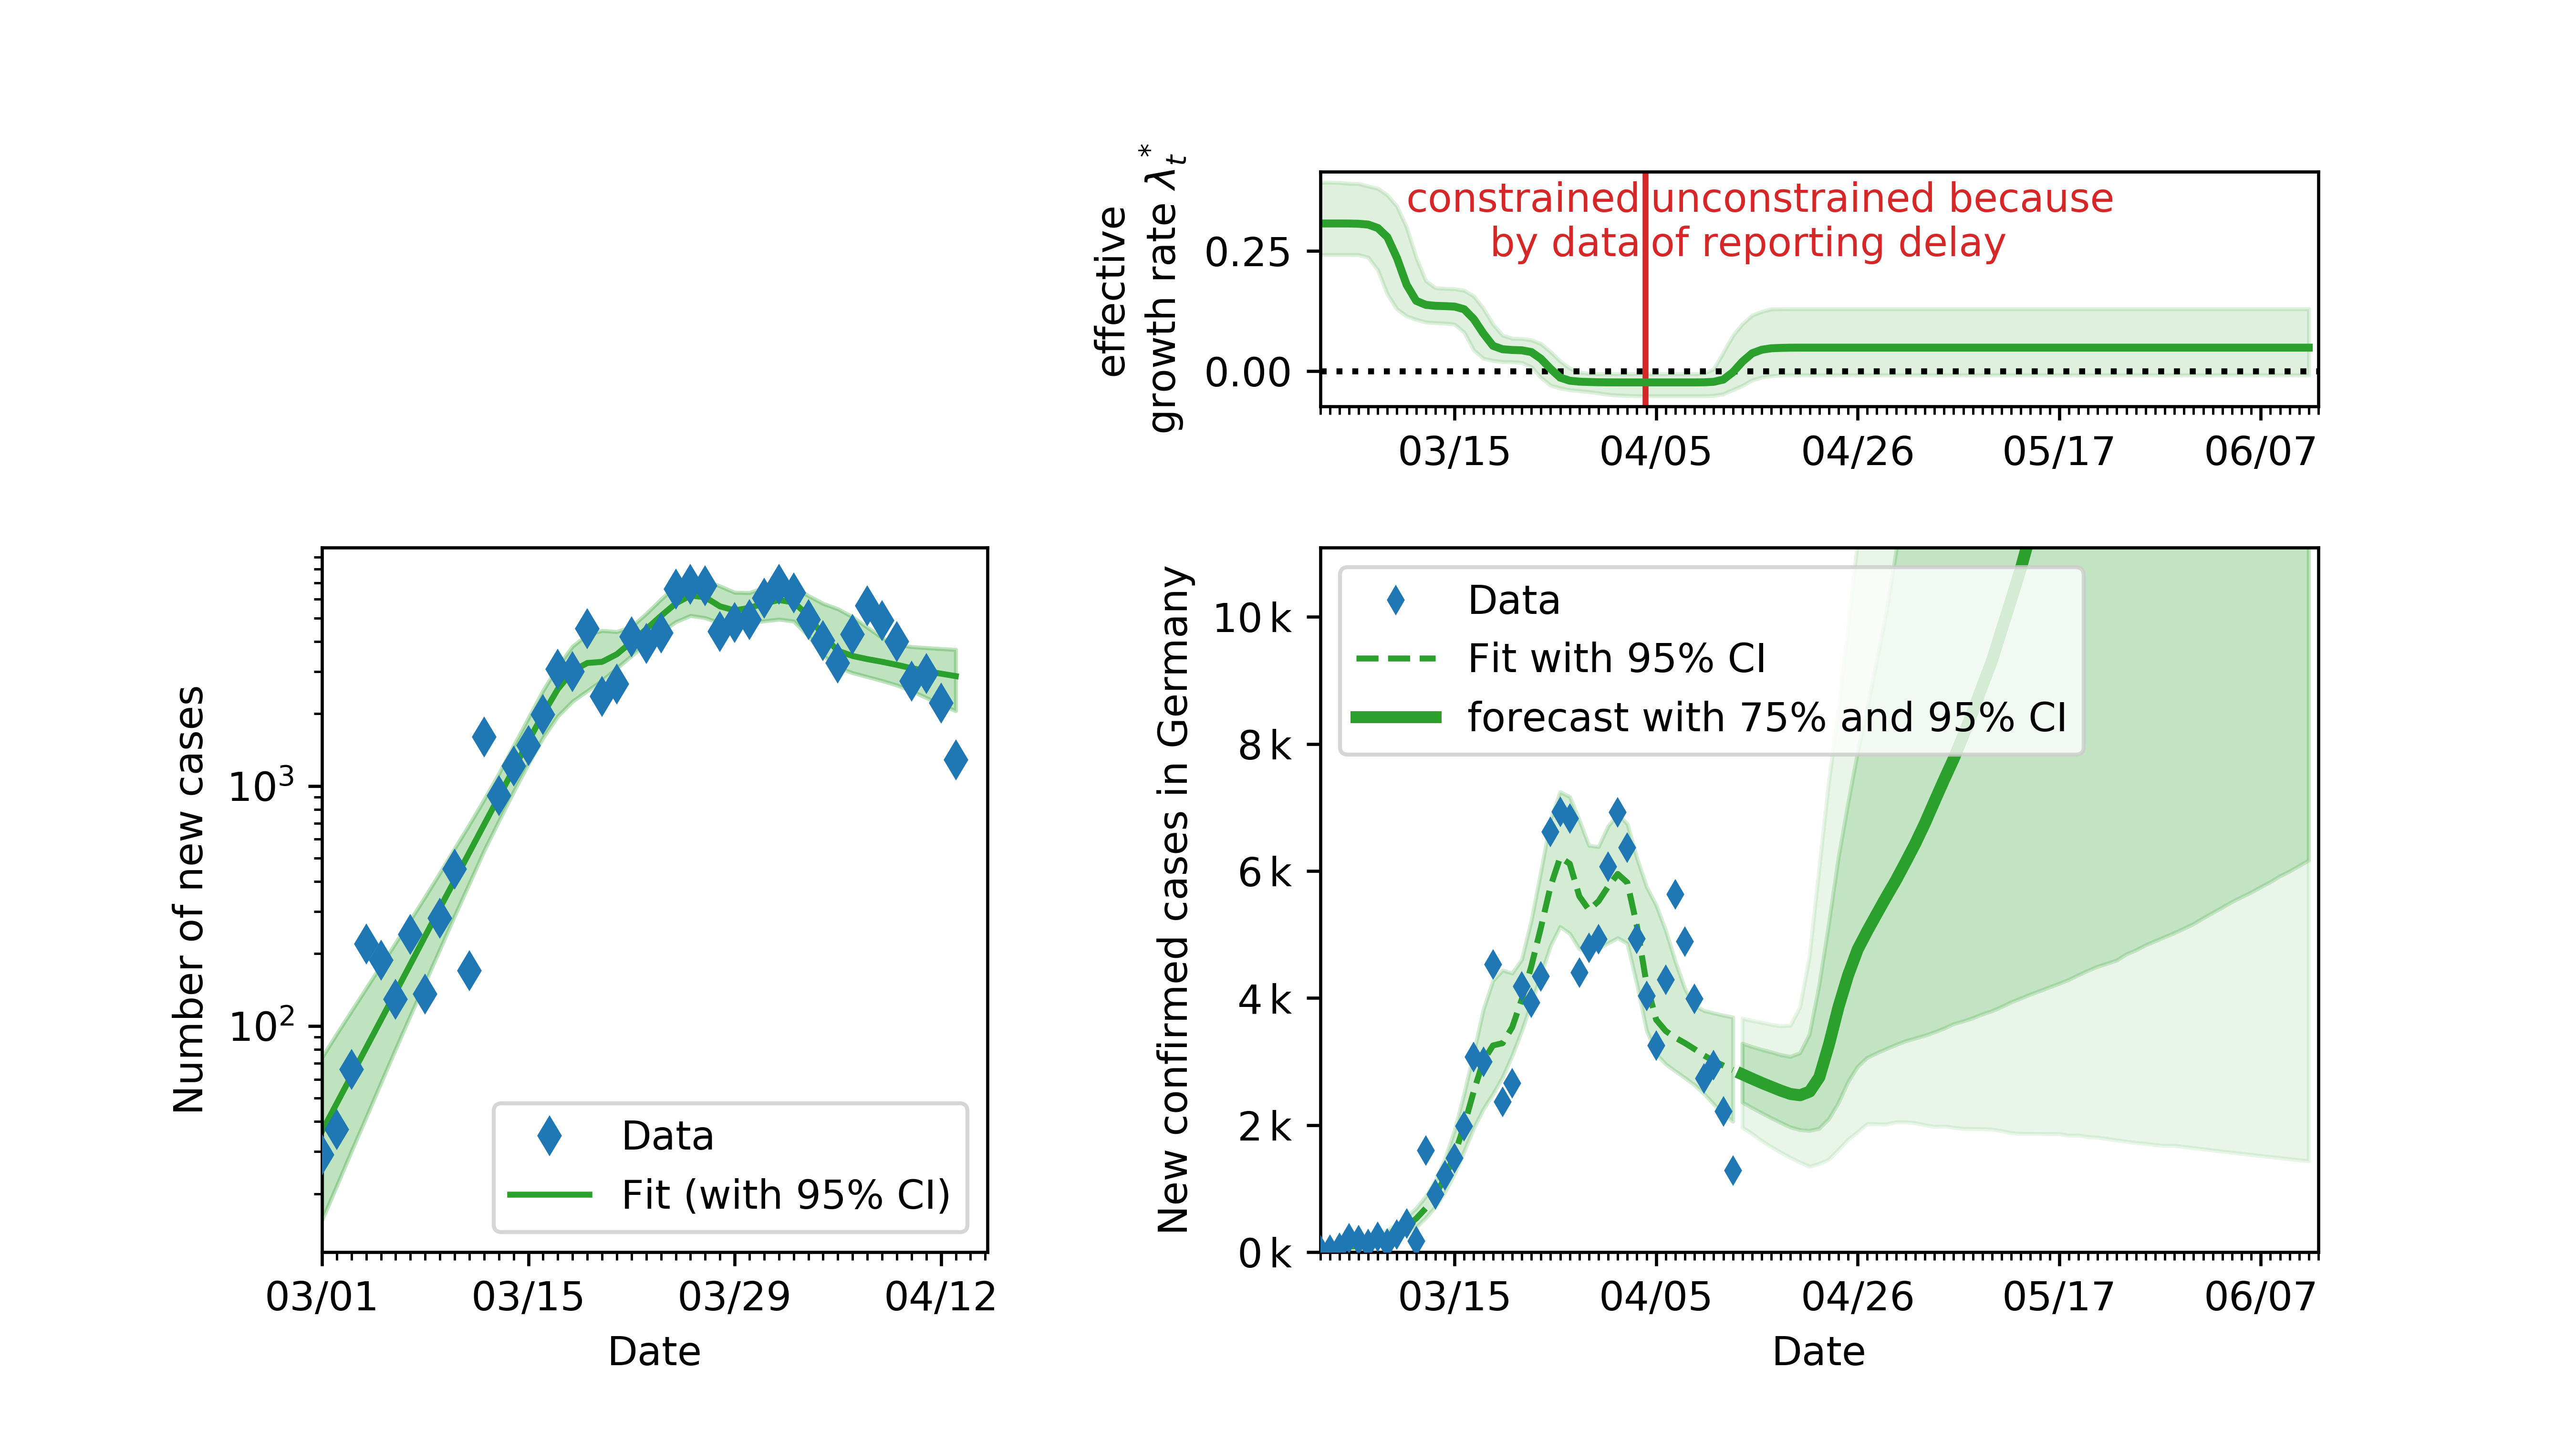 effective
growth rate λ*t
0.25
0.00
constrained unconstrained because
by data of reporting delay
03/15 04/05 04/26 05/17 06/07
Number of new cases
10³
10²
Data
Fit (with 95% CI)
03/01 03/15 03/29 04/12
Date
New confirmed cases in Germany
10 k
8 k
6 k
4 k
2 k
0 k
Data
Fit with 95% CI
forecast with 75% and 95% CI
03/15 04/05 04/26 05/17 06/07
Date